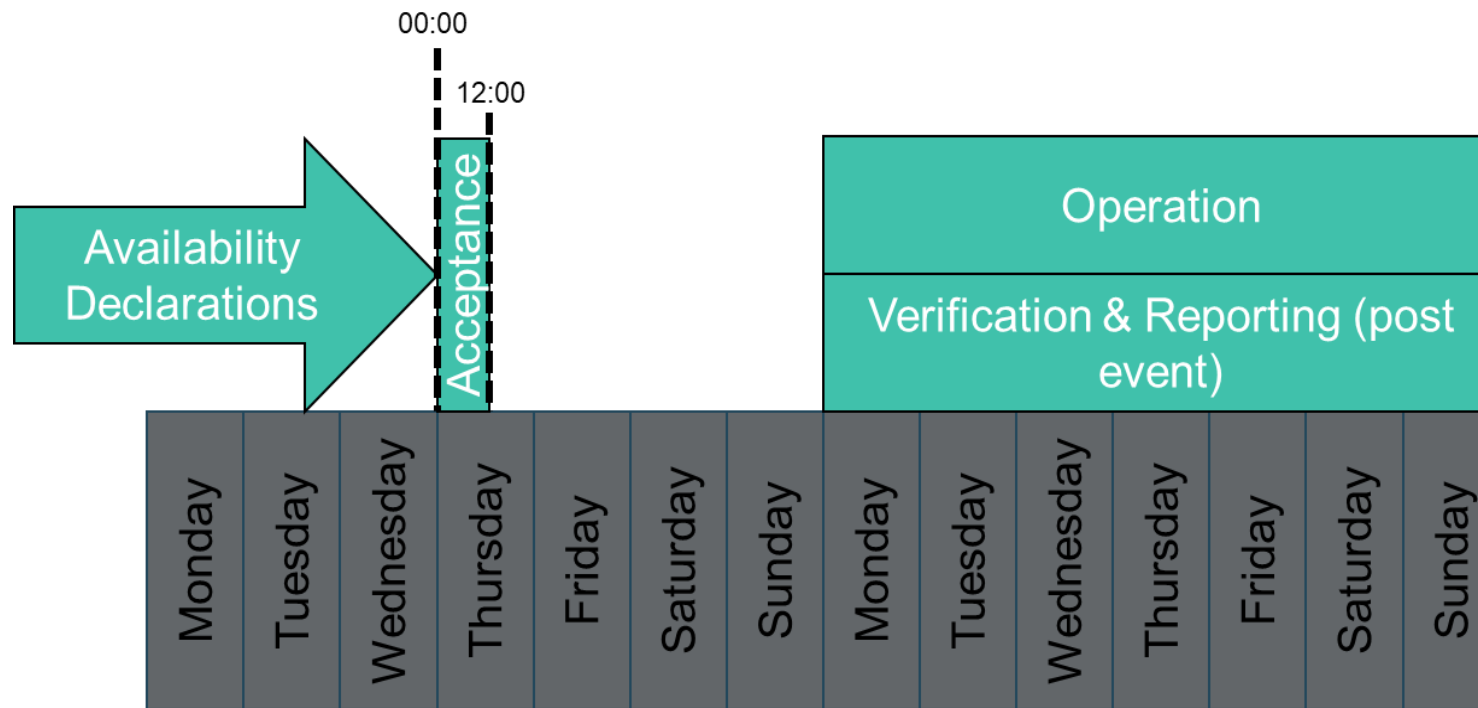 00:00
12:00
Availability
Declarations
Acceptance
Operation
Verification & Reporting (post
event)
Monday
Tuesday
Wednesday
Thursday
Friday
Saturday
Sunday
Monday
Tuesday
Wednesday
Thursday
Friday
Saturday
Sunday